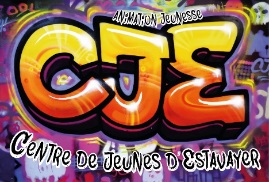 ANIMATION JEUNESSE
CJE
CENTRE DE JEUNES D ESTAVAYER